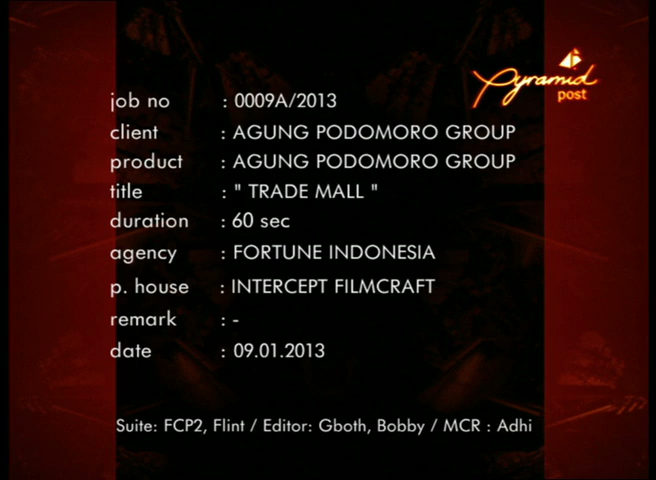 Pyramid
post
job no : 0009A/2013
client : AGUNG PODOMORO GROUP
product : AGUNG PODOMORO GROUP
title : " TRADE MALL "
duration : 60 sec
agency : FORTUNE INDONESIA
p. house : INTERCEPT FILMCRAFT
remark : -
date : 09.01.2013
Suite: FCP2, Flint / Editor: Gboth, Bobby / MCR : Adhi